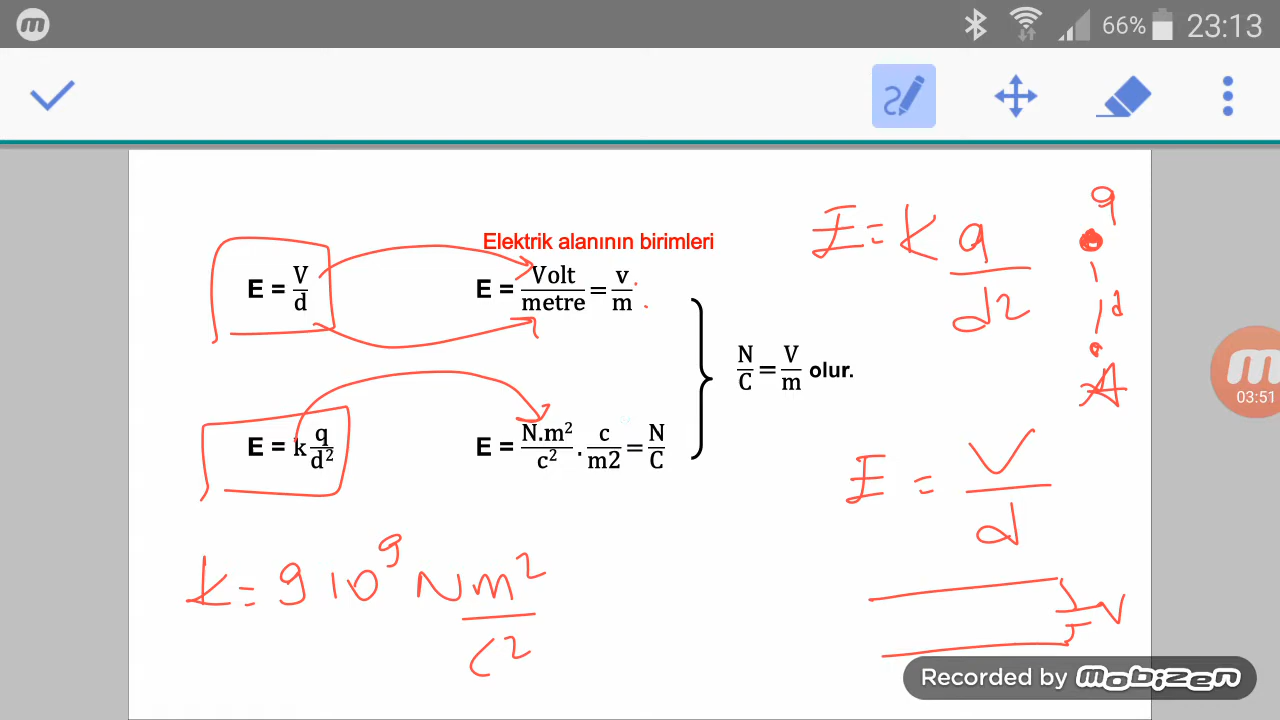 66% 23:13
Elektrik alanının birimleri
E = V/d
E = Volt/metre = v/m
N/C = V/m olur.
E = k q/d²
E = N.m²/c² . c/m2 = N/C
E = k q/d2
q
d
A
E = V/d
V
k = 9 10⁹ Nm²/c²
03:51
Recorded by mobizen